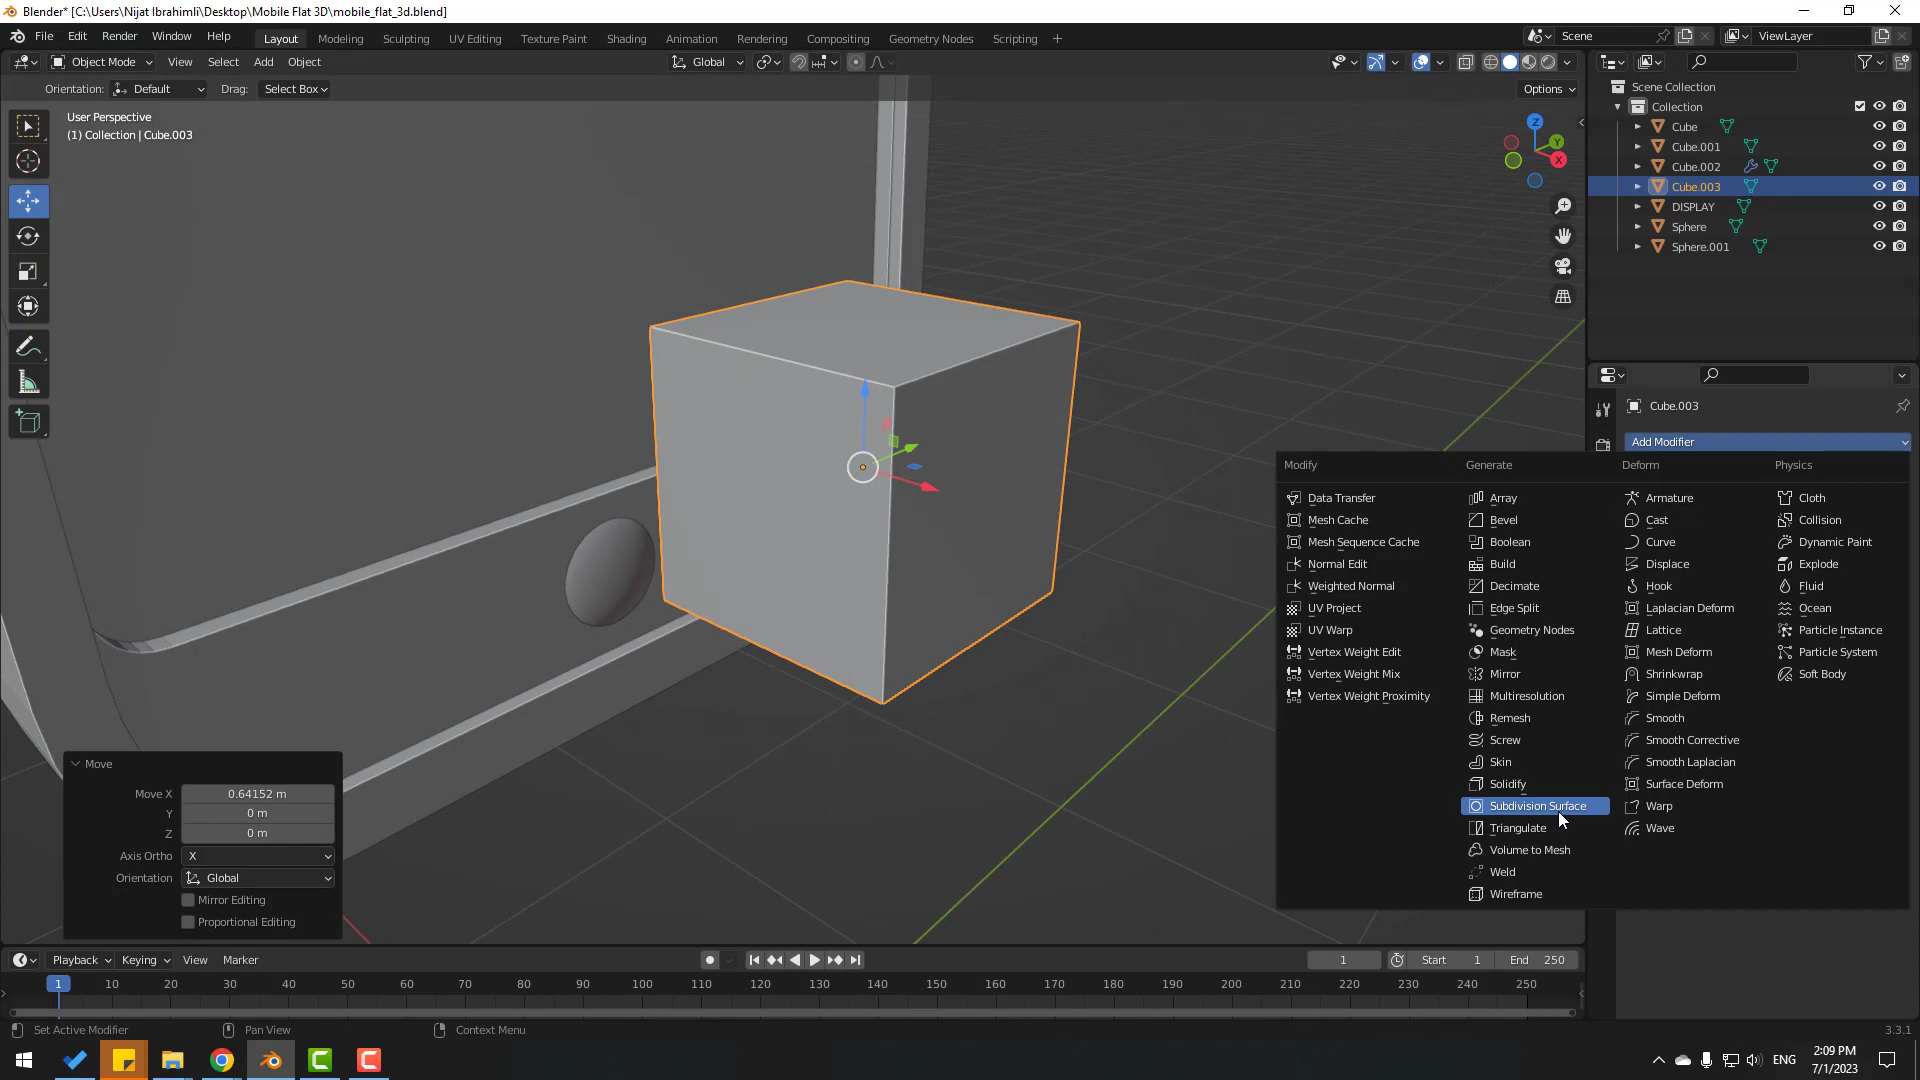 Blender* [C:\Users\Nijat Ibrahimli\Desktop\Mobile Flat 3D\mobile_flat_3d.blend]
File Edit Render Window Help Layout Modeling Sculpting UV Editing Texture Paint Shading Animation Rendering Compositing Geometry Nodes Scripting + Scene ViewLayer
Object Mode View Select Add Object Global
Orientation: Default Drag: Select Box Options
User Perspective
(1) Collection | Cube.003
Z
Y
X
Scene Collection
Collection
Cube
Cube.001
Cube.002
Cube.003
DISPLAY
Sphere
Sphere.001
Cube.003
Add Modifier
Modify Generate Deform Physics
Data Transfer Array Armature Cloth
Mesh Cache Bevel Cast Collision
Mesh Sequence Cache Boolean Curve Dynamic Paint
Normal Edit Build Displace Explode
Weighted Normal Decimate Hook Fluid
UV Project Edge Split Laplacian Deform Ocean
UV Warp Geometry Nodes Lattice Particle Instance
Vertex Weight Edit Mask Mesh Deform Particle System
Vertex Weight Mix Mirror Shrinkwrap Soft Body
Vertex Weight Proximity Multiresolution Simple Deform
Remesh Smooth
Screw Smooth Corrective
Skin Smooth Laplacian
Solidify Surface Deform
Subdivision Surface Warp
Triangulate Wave
Volume to Mesh
Weld
Wireframe
Move
Move X 0.64152 m
Y 0 m
Z 0 m
Axis Ortho X
Orientation Global
Mirror Editing
Proportional Editing
Playback Keying View Marker 1 Start 1 End 250
1 10 20 30 40 50 60 70 80 90 100 110 120 130 140 150 160 170 180 190 200 210 220 230 240 250
Set Active Modifier Pan View Context Menu 3.3.1
ENG 2:09 PM
7/1/2023